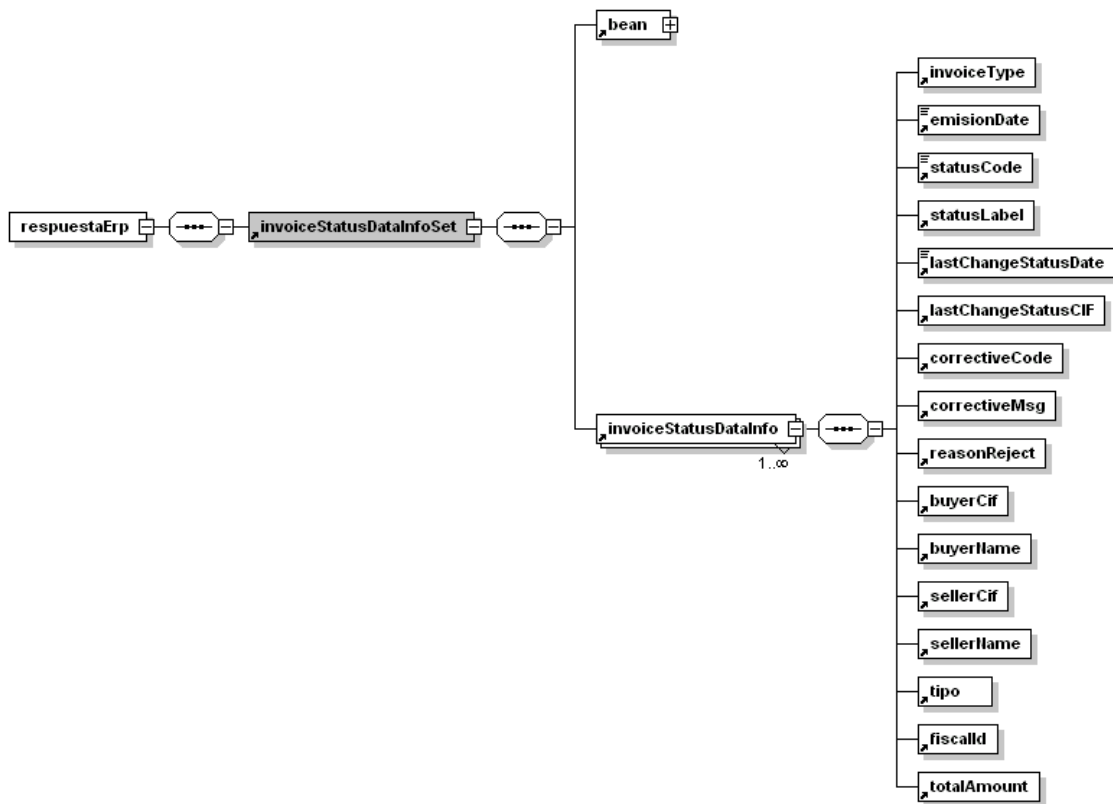 bean
invoiceType
emisionDate
statusCode
statusLabel
respuestaErp
invoiceStatusDataInfoSet
lastChangeStatusDate
lastChangeStatusCIF
correctiveCode
correctiveMsg
invoiceStatusDataInfo
1..∞
reasonReject
buyerCif
buyerName
sellerCif
sellerName
tipo
fiscalId
totalAmount